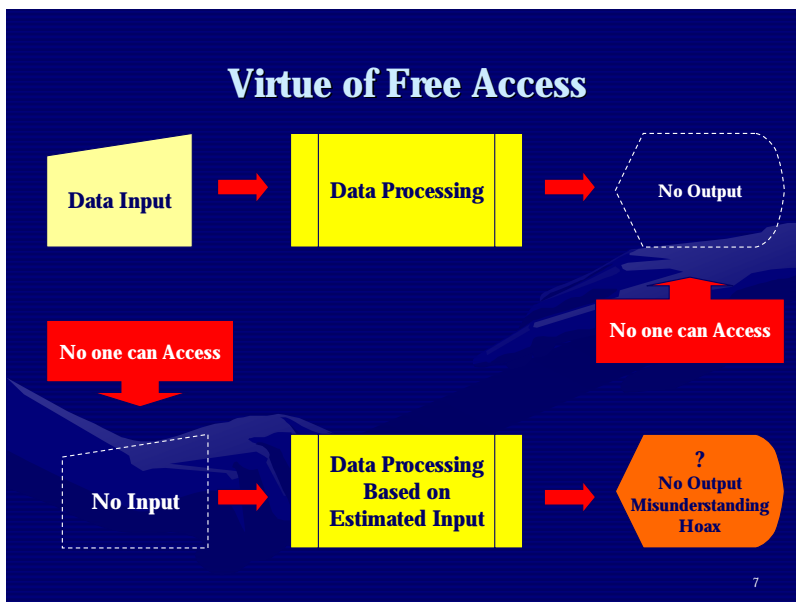 Virtue of Free Access
Data Input
Data Processing
No Output
No one can Access
No one can Access
No Input
Data Processing
Based on
Estimated Input
?
No Output
Misunderstanding
Hoax
7